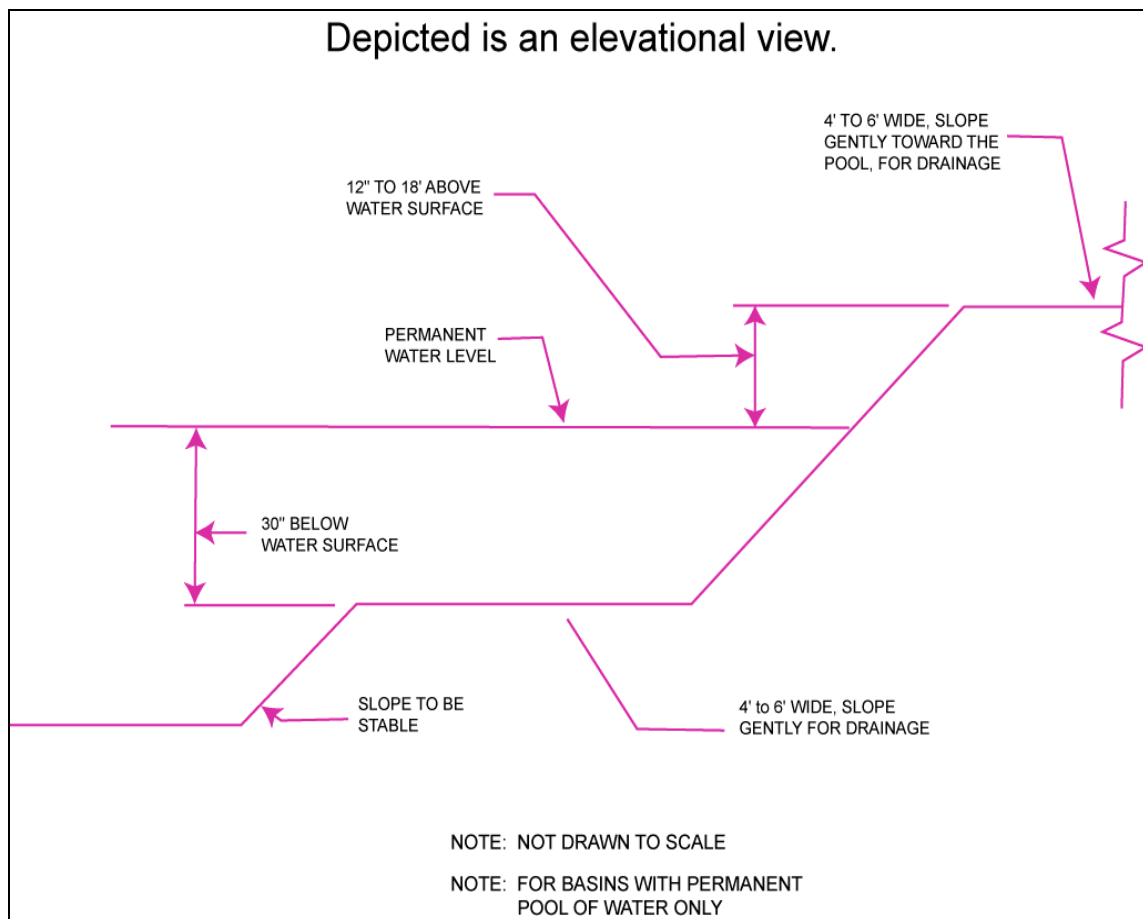 Depicted is an elevational view.
4' TO 6' WIDE, SLOPE
GENTLY TOWARD THE
POOL, FOR DRAINAGE
12" TO 18' ABOVE
WATER SURFACE
PERMANENT
WATER LEVEL
30" BELOW
WATER SURFACE
SLOPE TO BE
STABLE
4' to 6' WIDE, SLOPE
GENTLY FOR DRAINAGE
NOTE: NOT DRAWN TO SCALE
NOTE: FOR BASINS WITH PERMANENT
POOL OF WATER ONLY